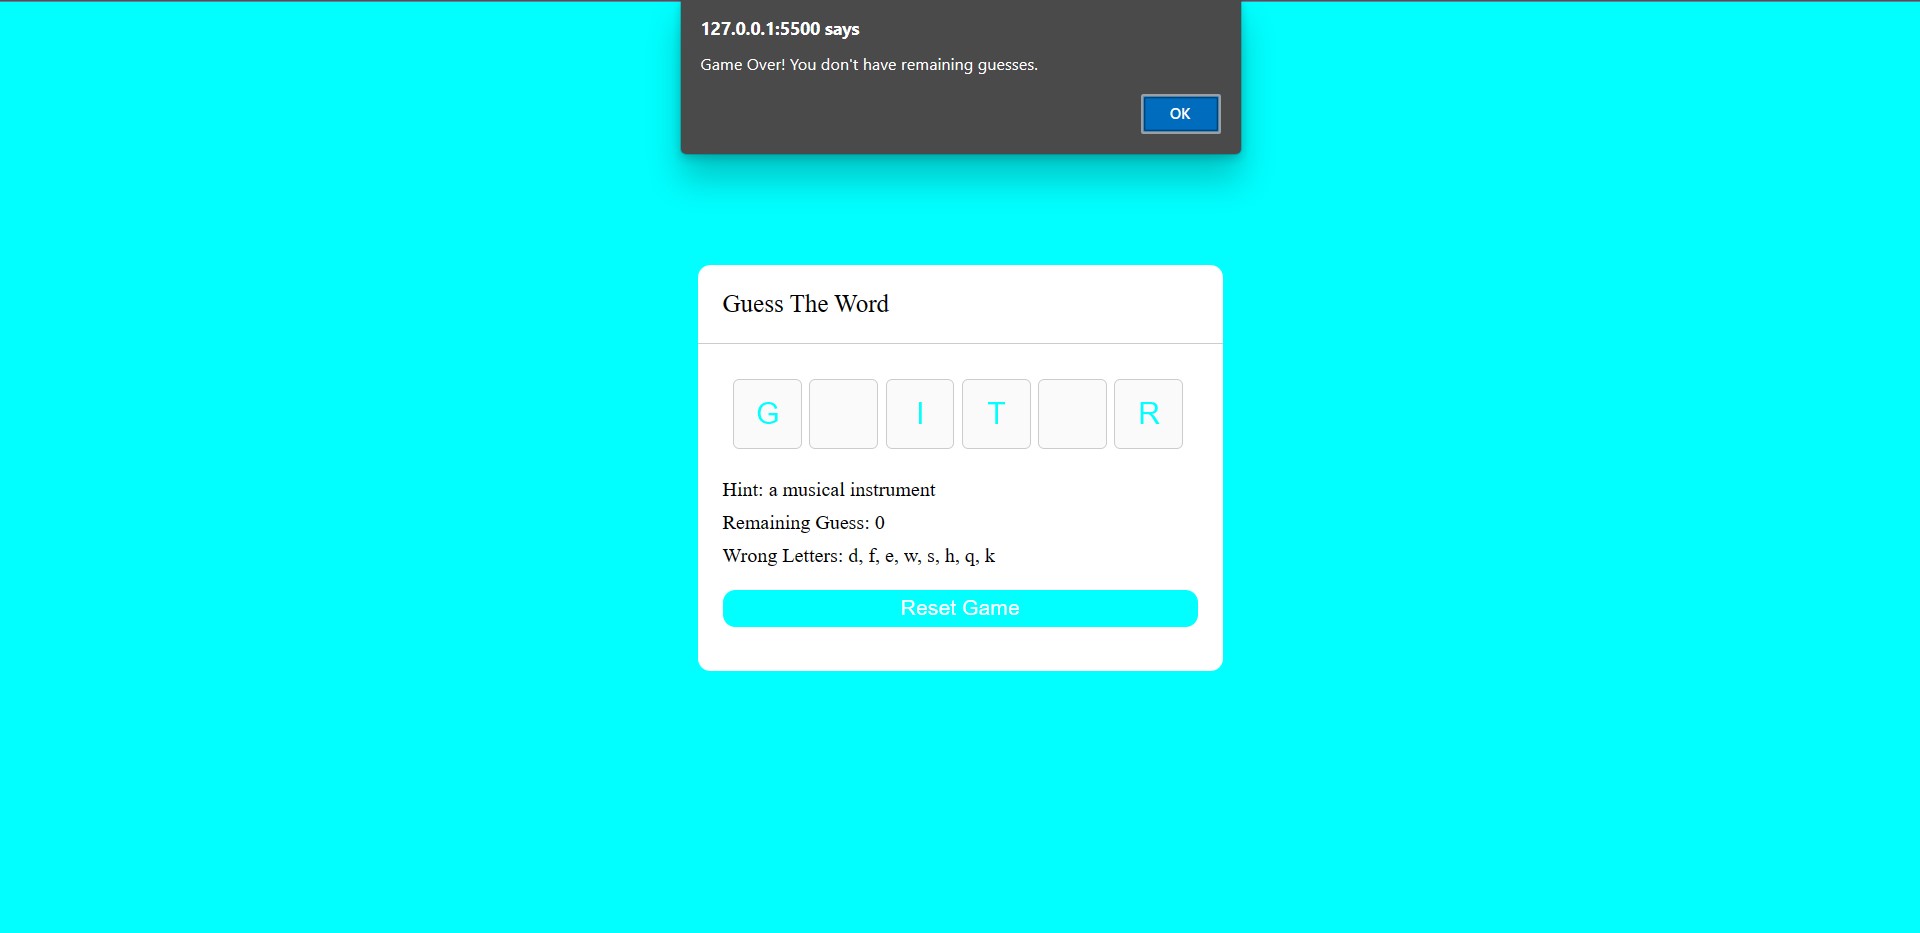 127.0.0.1:5500 says
Game Over! You don't have remaining guesses.
OK
Guess The Word
G I T R
Hint: a musical instrument
Remaining Guess: 0
Wrong Letters: d, f, e, w, s, h, q, k
Reset Game